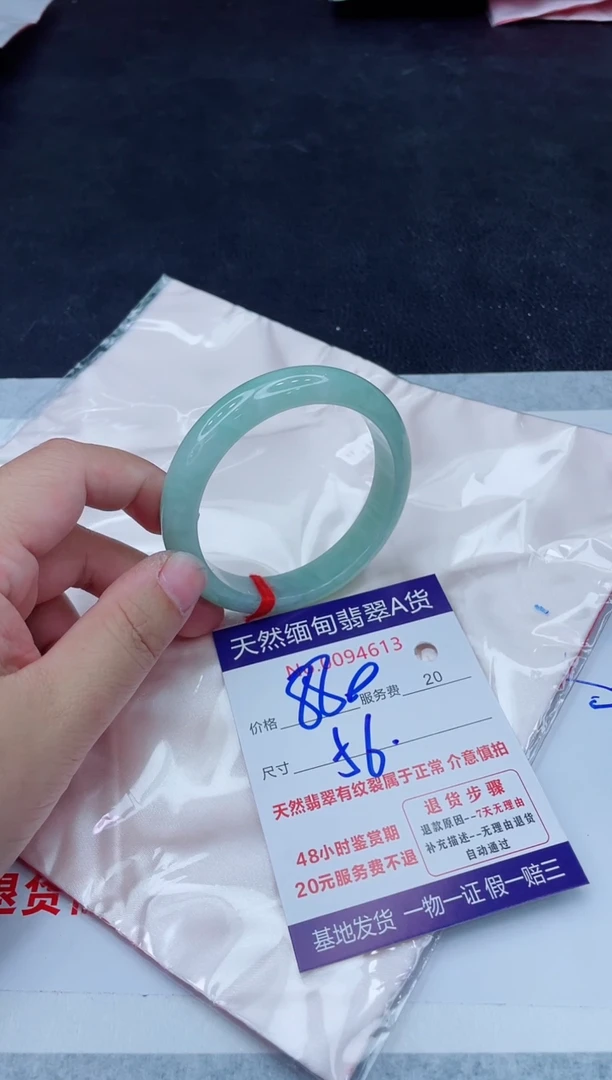 天然缅甸翡翠A货
No.0094613
价格 880 服务费 20
尺寸 56.
天然翡翠有纹裂属于正常 介意慎拍
48小时鉴赏期
20元服务费不退
退货步骤
退款原因--7天无理由
补充描述--无理由退货
自动通过
基地发货 一物一证 假一赔三
退货